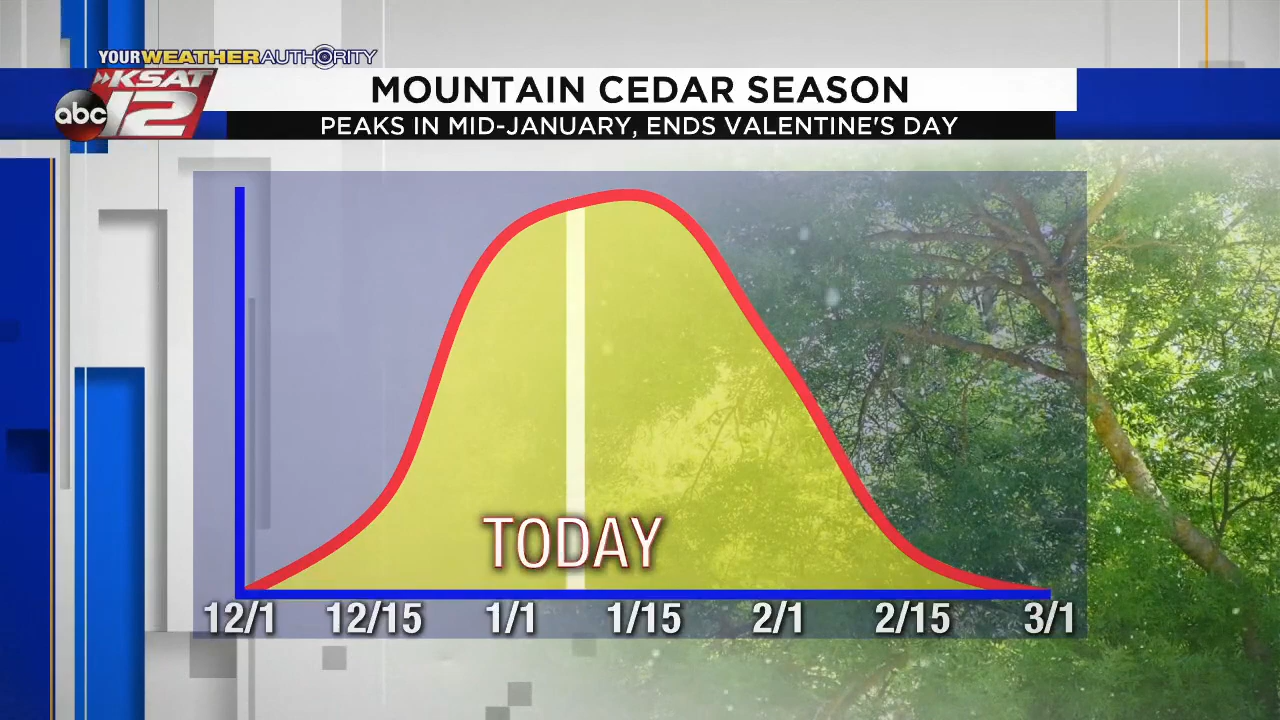 YOUR WEATHER AUTHORITY
KSAT
abc 12
MOUNTAIN CEDAR SEASON
PEAKS IN MID-JANUARY, ENDS VALENTINE'S DAY
TODAY
12/1 12/15 1/1 1/15 2/1 2/15 3/1